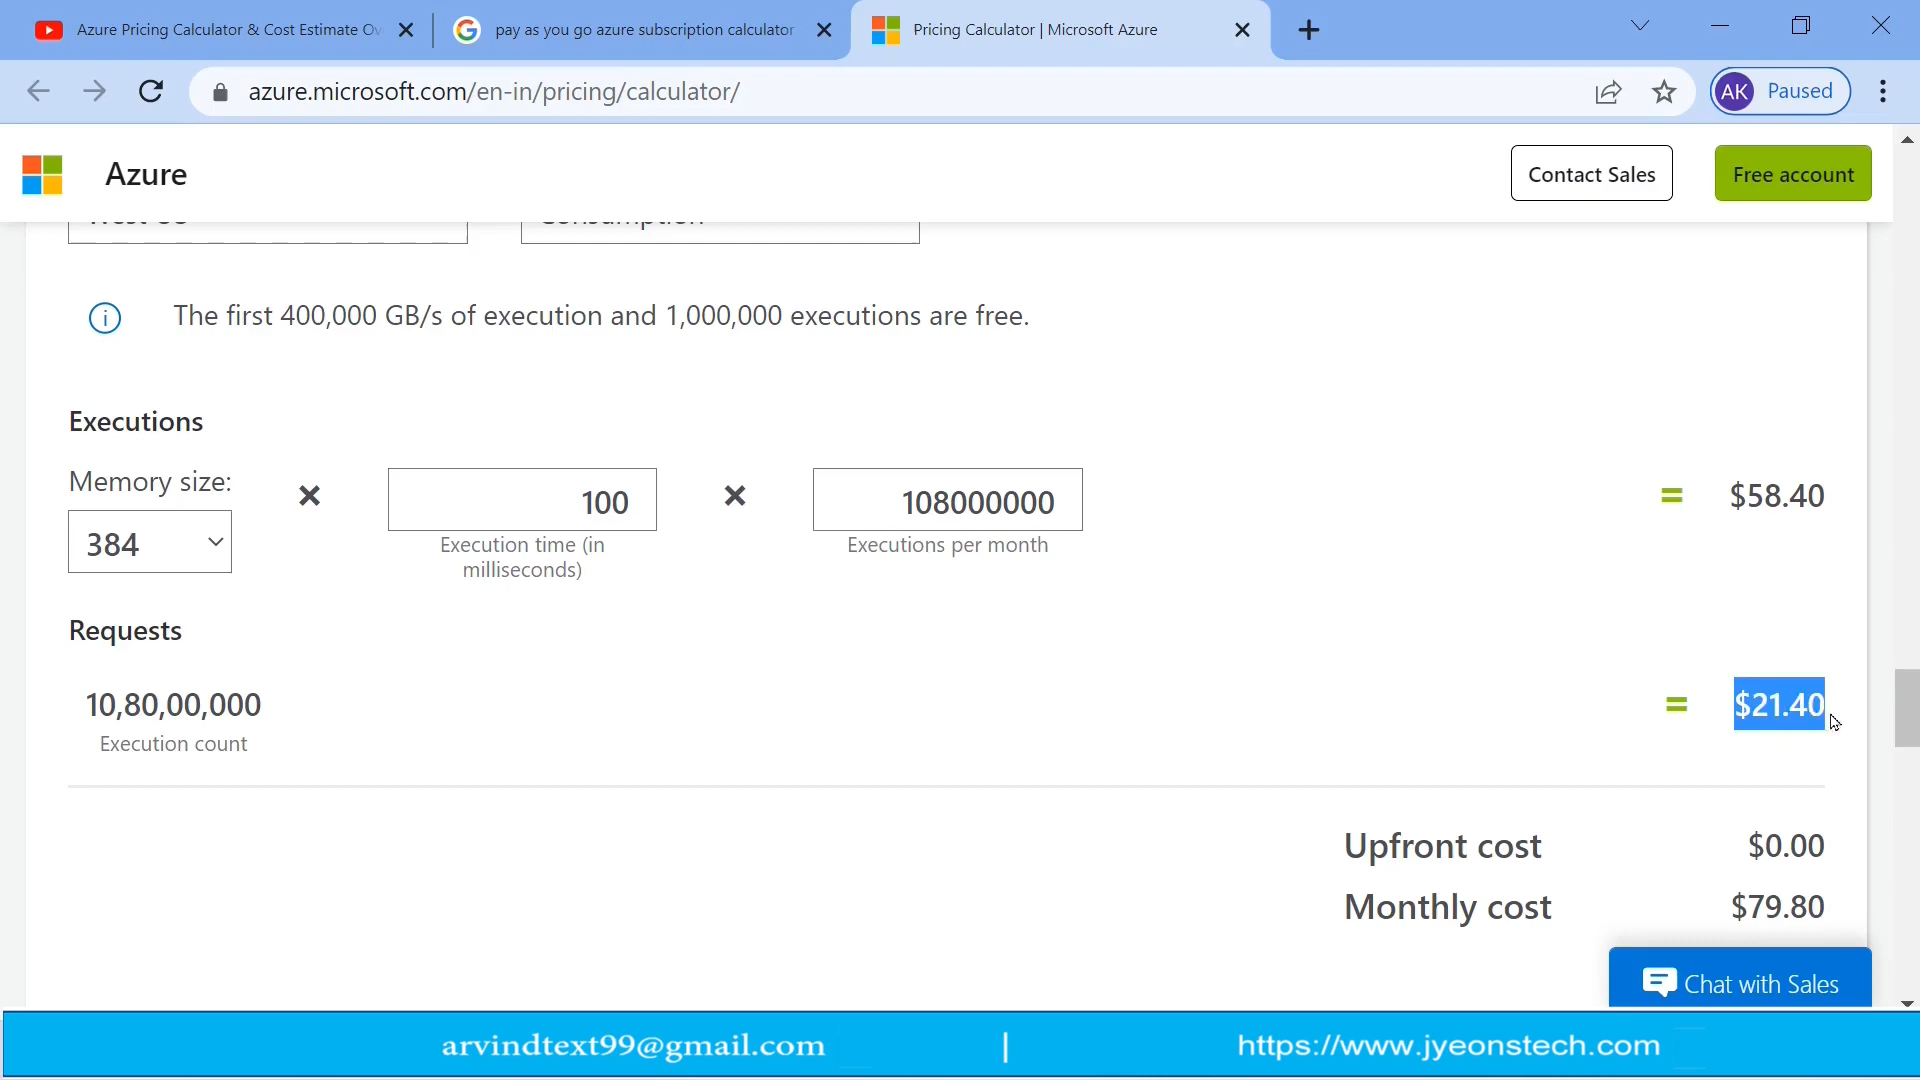 Azure Pricing Calculator & Cost Estimate Ov
pay as you go azure subscription calculator
Pricing Calculator | Microsoft Azure
azure.microsoft.com/en-in/pricing/calculator/
AK Paused
Azure
Contact Sales
Free account
West US
Consumption
The first 400,000 GB/s of execution and 1,000,000 executions are free.
Executions
Memory size:
384
×
100
Execution time (in
milliseconds)
×
108000000
Executions per month
=
$58.40
Requests
10,80,00,000
Execution count
=
$21.40
Upfront cost $0.00
Monthly cost $79.80
Chat with Sales
arvindtext99@gmail.com | https://www.jyeonstech.com